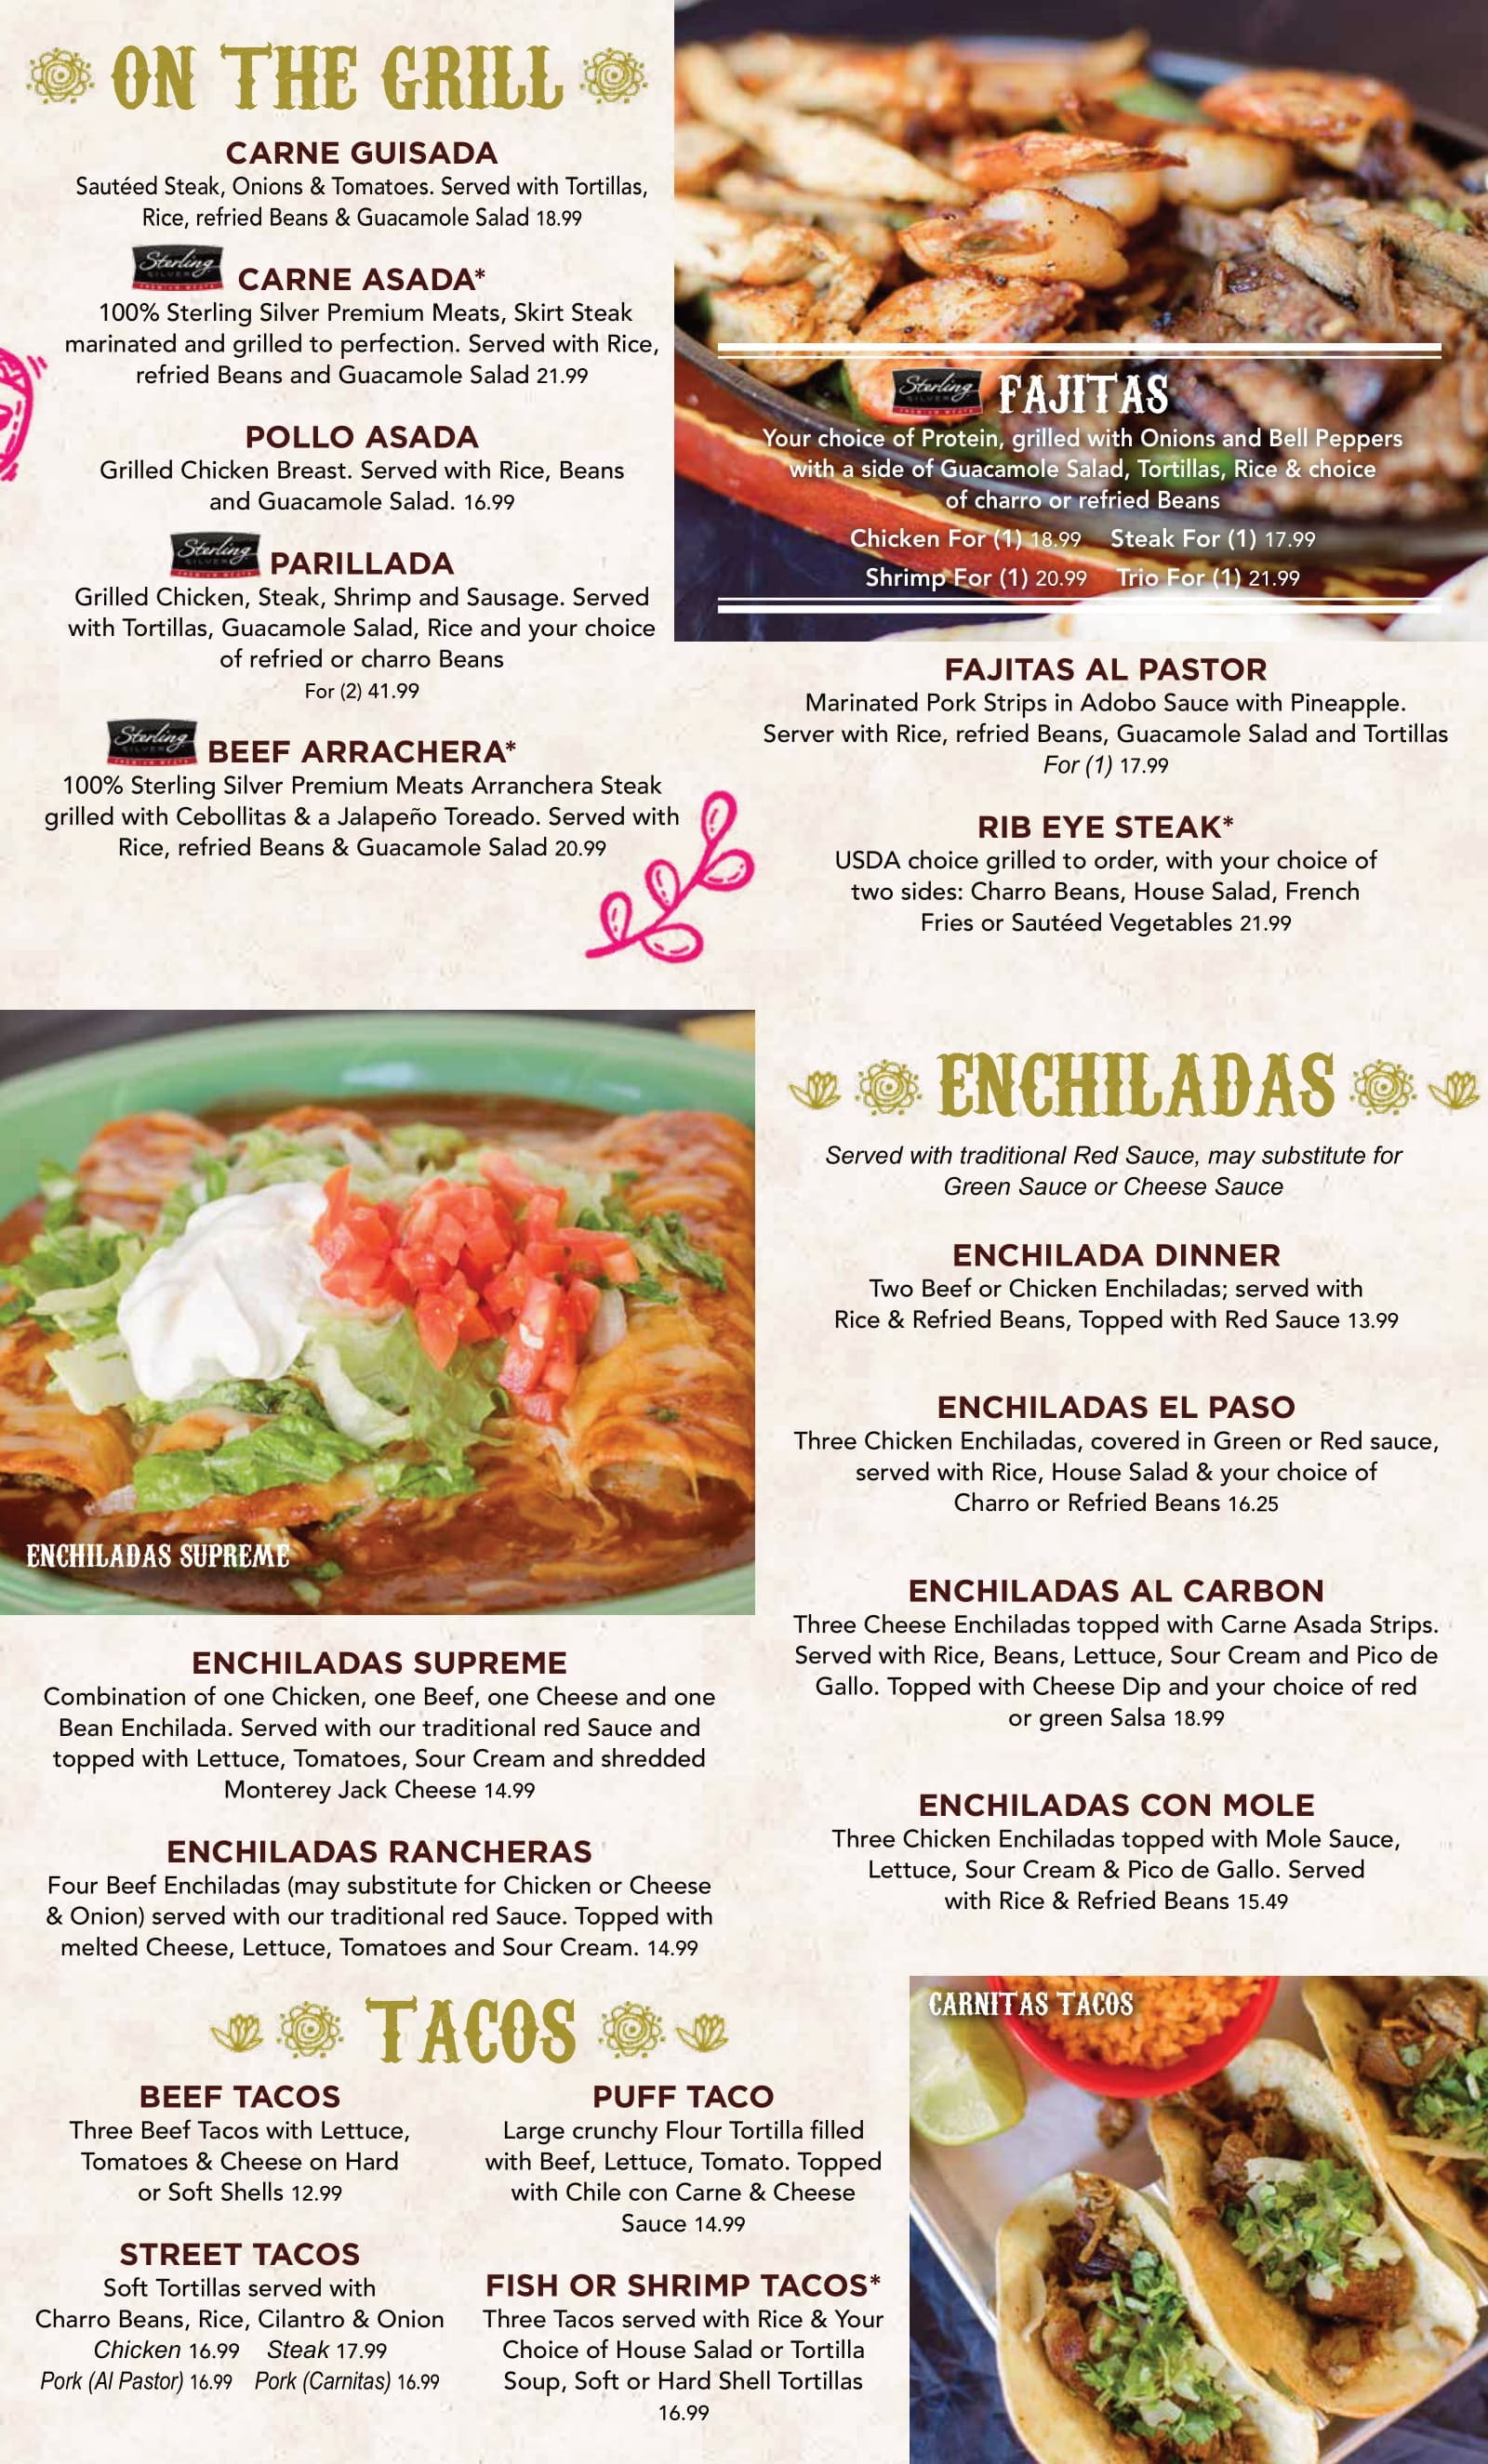 ON THE GRILL
CARNE GUISADA
Sautéed Steak, Onions & Tomatoes. Served with Tortillas,
Rice, refried Beans & Guacamole Salad 18.99
Sterling
SILVER
PREMIUM MEATS
CARNE ASADA*
100% Sterling Silver Premium Meats, Skirt Steak
marinated and grilled to perfection. Served with Rice,
refried Beans and Guacamole Salad 21.99
POLLO ASADA
Grilled Chicken Breast. Served with Rice, Beans
and Guacamole Salad. 16.99
Sterling
SILVER
PREMIUM MEATS
PARILLADA
Grilled Chicken, Steak, Shrimp and Sausage. Served
with Tortillas, Guacamole Salad, Rice and your choice
of refried or charro Beans
For (2) 41.99
Sterling
SILVER
PREMIUM MEATS
BEEF ARRACHERA*
100% Sterling Silver Premium Meats Arranchera Steak
grilled with Cebollitas & a Jalapeño Toreado. Served with
Rice, refried Beans & Guacamole Salad 20.99
Sterling
SILVER
PREMIUM MEATS
FAJITAS
Your choice of Protein, grilled with Onions and Bell Peppers
with a side of Guacamole Salad, Tortillas, Rice & choice
of charro or refried Beans
Chicken For (1) 18.99 Steak For (1) 17.99
Shrimp For (1) 20.99 Trio For (1) 21.99
FAJITAS AL PASTOR
Marinated Pork Strips in Adobo Sauce with Pineapple.
Server with Rice, refried Beans, Guacamole Salad and Tortillas
For (1) 17.99
RIB EYE STEAK*
USDA choice grilled to order, with your choice of
two sides: Charro Beans, House Salad, French
Fries or Sautéed Vegetables 21.99
ENCHILADAS SUPREME
ENCHILADAS SUPREME
Combination of one Chicken, one Beef, one Cheese and one
Bean Enchilada. Served with our traditional red Sauce and
topped with Lettuce, Tomatoes, Sour Cream and shredded
Monterey Jack Cheese 14.99
ENCHILADAS RANCHERAS
Four Beef Enchiladas (may substitute for Chicken or Cheese
& Onion) served with our traditional red Sauce. Topped with
melted Cheese, Lettuce, Tomatoes and Sour Cream. 14.99
ENCHILADAS
Served with traditional Red Sauce, may substitute for
Green Sauce or Cheese Sauce
ENCHILADA DINNER
Two Beef or Chicken Enchiladas; served with
Rice & Refried Beans, Topped with Red Sauce 13.99
ENCHILADAS EL PASO
Three Chicken Enchiladas, covered in Green or Red sauce,
served with Rice, House Salad & your choice of
Charro or Refried Beans 16.25
ENCHILADAS AL CARBON
Three Cheese Enchiladas topped with Carne Asada Strips.
Served with Rice, Beans, Lettuce, Sour Cream and Pico de
Gallo. Topped with Cheese Dip and your choice of red
or green Salsa 18.99
ENCHILADAS CON MOLE
Three Chicken Enchiladas topped with Mole Sauce,
Lettuce, Sour Cream & Pico de Gallo. Served
with Rice & Refried Beans 15.49
TACOS
BEEF TACOS
Three Beef Tacos with Lettuce,
Tomatoes & Cheese on Hard
or Soft Shells 12.99
STREET TACOS
Soft Tortillas served with
Charro Beans, Rice, Cilantro & Onion
Chicken 16.99 Steak 17.99
Pork (Al Pastor) 16.99 Pork (Carnitas) 16.99
PUFF TACO
Large crunchy Flour Tortilla filled
with Beef, Lettuce, Tomato. Topped
with Chile con Carne & Cheese
Sauce 14.99
FISH OR SHRIMP TACOS*
Three Tacos served with Rice & Your
Choice of House Salad or Tortilla
Soup, Soft or Hard Shell Tortillas
16.99
CARNITAS TACOS